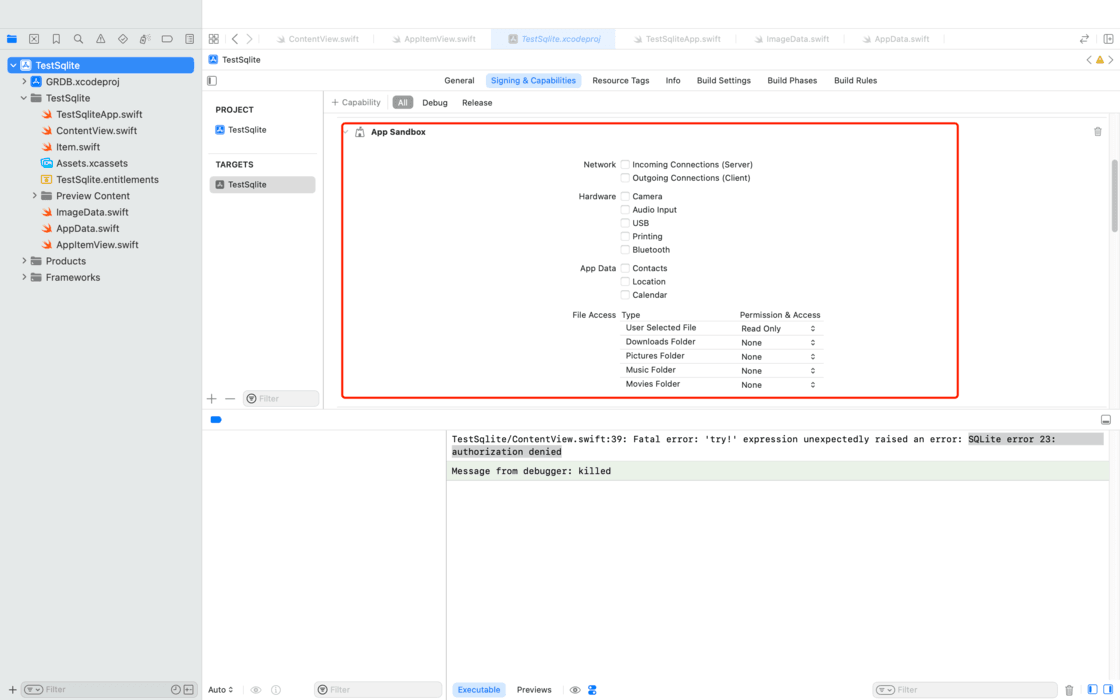 ContentView.swift
AppItemView.swift
TestSqlite.xcodeproj
TestSqliteApp.swift
ImageData.swift
AppData.swift
TestSqlite
TestSqlite
GRDB.xcodeproj
TestSqlite
TestSqliteApp.swift
ContentView.swift
Item.swift
Assets.xcassets
TestSqlite.entitlements
Preview Content
ImageData.swift
AppData.swift
AppItemView.swift
Products
Frameworks
General
Signing & Capabilities
Resource Tags
Info
Build Settings
Build Phases
Build Rules
PROJECT
TestSqlite
TARGETS
TestSqlite
+ Capability
All
Debug
Release
App Sandbox
Network Incoming Connections (Server)
Outgoing Connections (Client)
Hardware Camera
Audio Input
USB
Printing
Bluetooth
App Data Contacts
Location
Calendar
File Access Type Permission & Access
User Selected File Read Only
Downloads Folder None
Pictures Folder None
Music Folder None
Movies Folder None
Filter
TestSqlite/ContentView.swift:39: Fatal error: 'try!' expression unexpectedly raised an error: SQLite error 23:
authorization denied
Message from debugger: killed
Filter
Auto
Filter
Executable
Previews
Filter